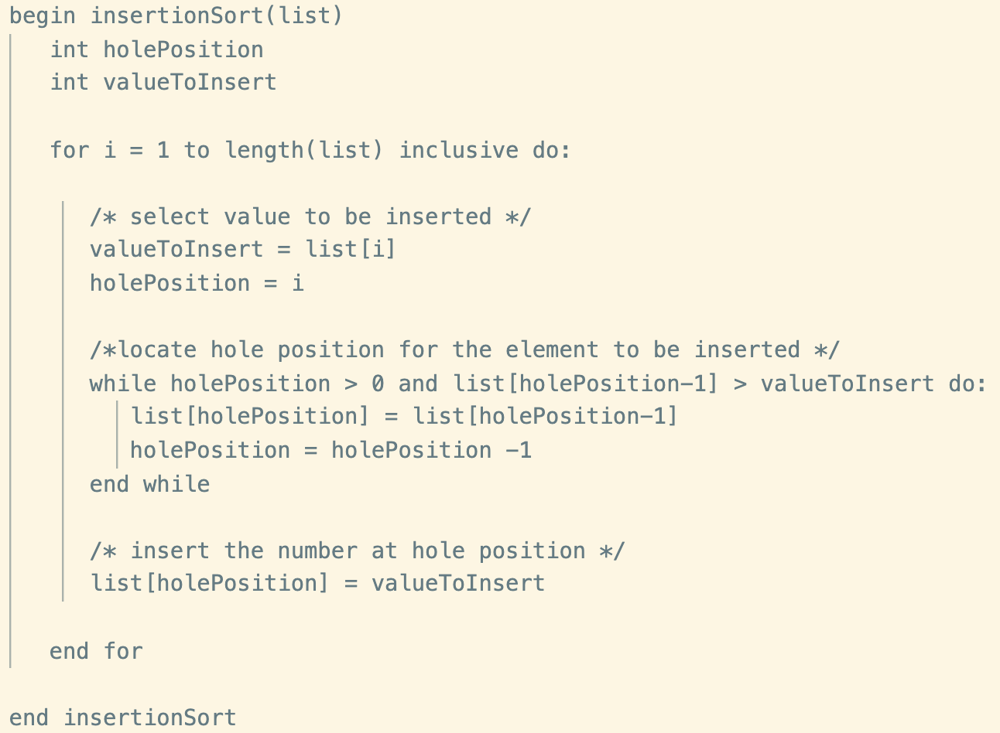 begin insertionSort(list)
int holePosition
int valueToInsert
for i = 1 to length(list) inclusive do:
/* select value to be inserted */
valueToInsert = list[i]
holePosition = i
/*locate hole position for the element to be inserted */
while holePosition > 0 and list[holePosition-1] > valueToInsert do:
list[holePosition] = list[holePosition-1]
holePosition = holePosition -1
end while
/* insert the number at hole position */
list[holePosition] = valueToInsert
end for
end insertionSort